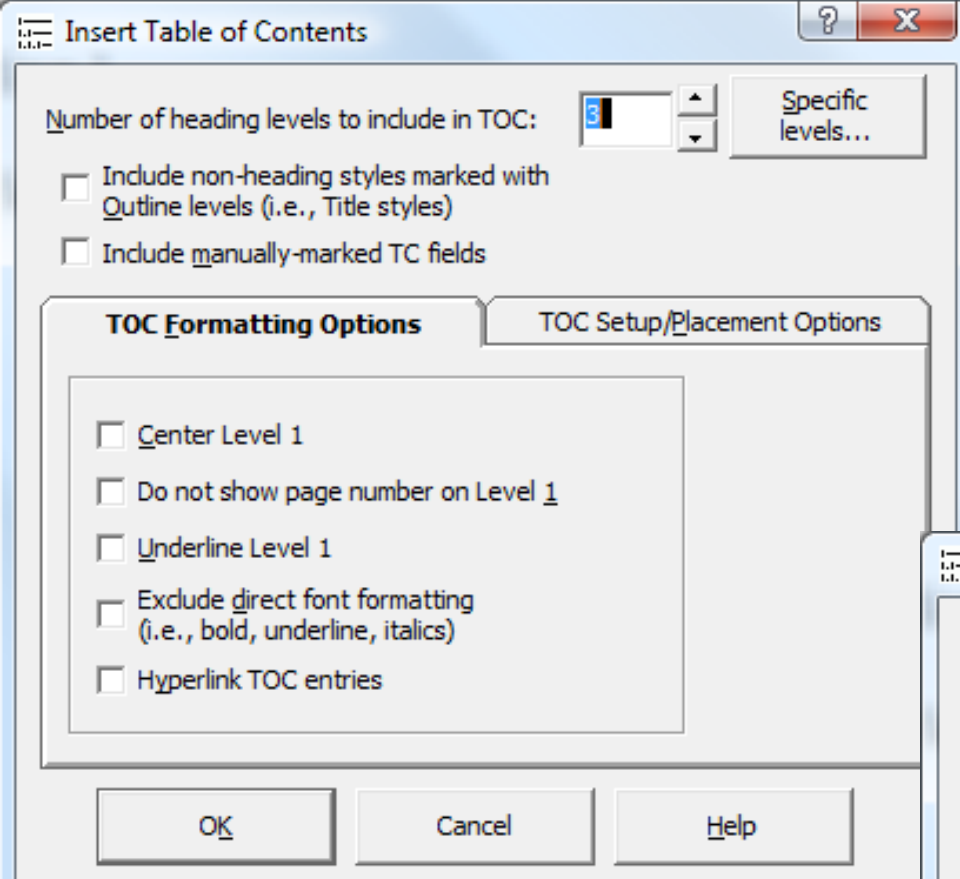 Insert Table of Contents
?
X
Number of heading levels to include in TOC:
3
Specific
levels...
Include non-heading styles marked with
Outline levels (i.e., Title styles)
Include manually-marked TC fields
TOC Formatting Options
TOC Setup/Placement Options
Center Level 1
Do not show page number on Level 1
Underline Level 1
Exclude direct font formatting
(i.e., bold, underline, italics)
Hyperlink TOC entries
OK
Cancel
Help